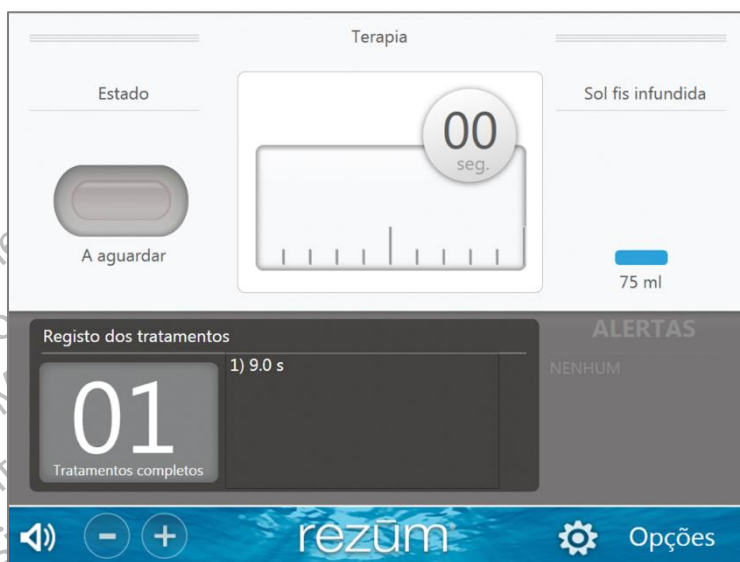 Terapia
Estado
00
seg.
Sol fis infundida
A aguardar
75 ml
Registo dos tratamentos
1) 9.0 s
01
Tratamentos completos
ALERTAS
NENHUM
− +
rezūm
Opções